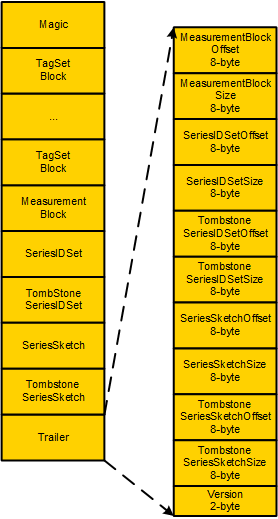 Magic
TagSet
Block
...
TagSet
Block
Measurement
Block
SeriesIDSet
TombStone
SeriesIDSet
SeriesSketch
Tombstone
SeriesSketch
Trailer
MeasurementBlock
Offset
8-byte
MeasurementBlock
Size
8-byte
SeriesIDSetOffset
8-byte
SeriesIDSetSize
8-byte
Tombstone
SeriesIDSetOffset
8-byte
Tombstone
SeriesIDSetSize
8-byte
SeriesSketchOffset
8-byte
SeriesSketchSize
8-byte
Tombstone
SeriesSketchOffset
8-byte
Tombstone
SeriesSketchSize
8-byte
Version
2-byte